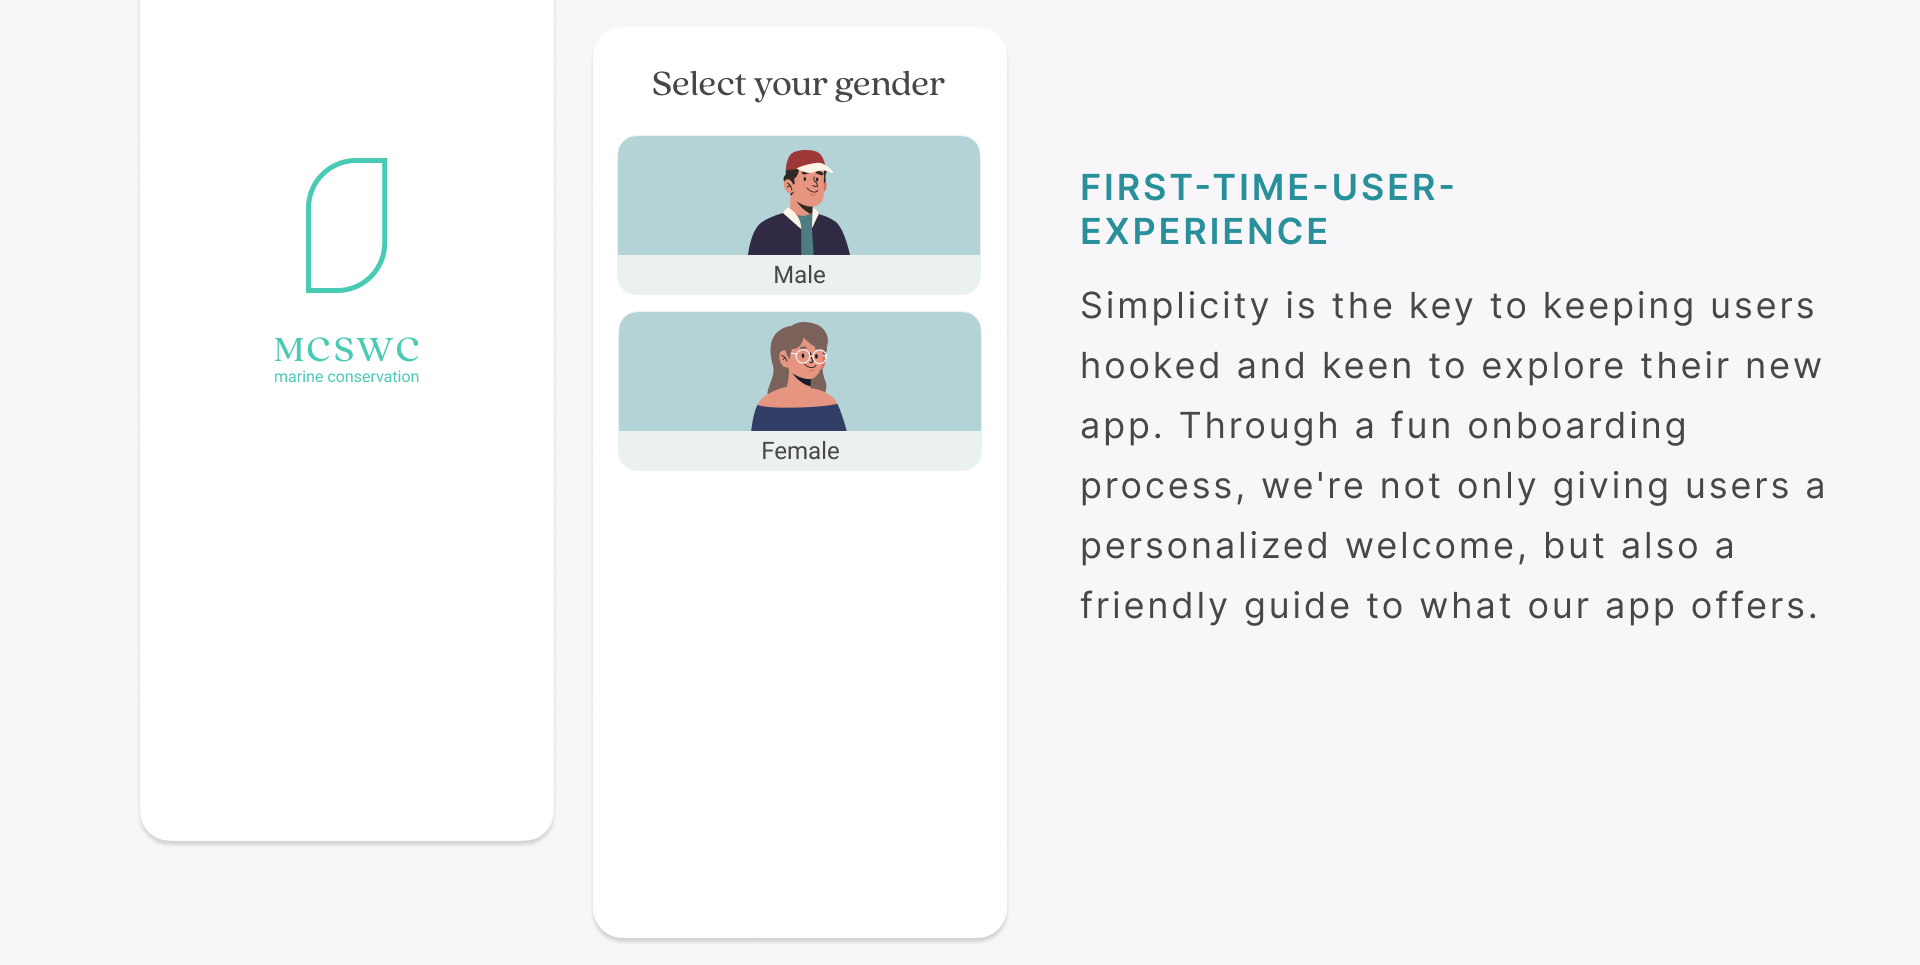 MCSWC
marine conservation
Select your gender
Male
Female
FIRST-TIME-USER-
EXPERIENCE
Simplicity is the key to keeping users
hooked and keen to explore their new
app. Through a fun onboarding
process, we're not only giving users a
personalized welcome, but also a
friendly guide to what our app offers.